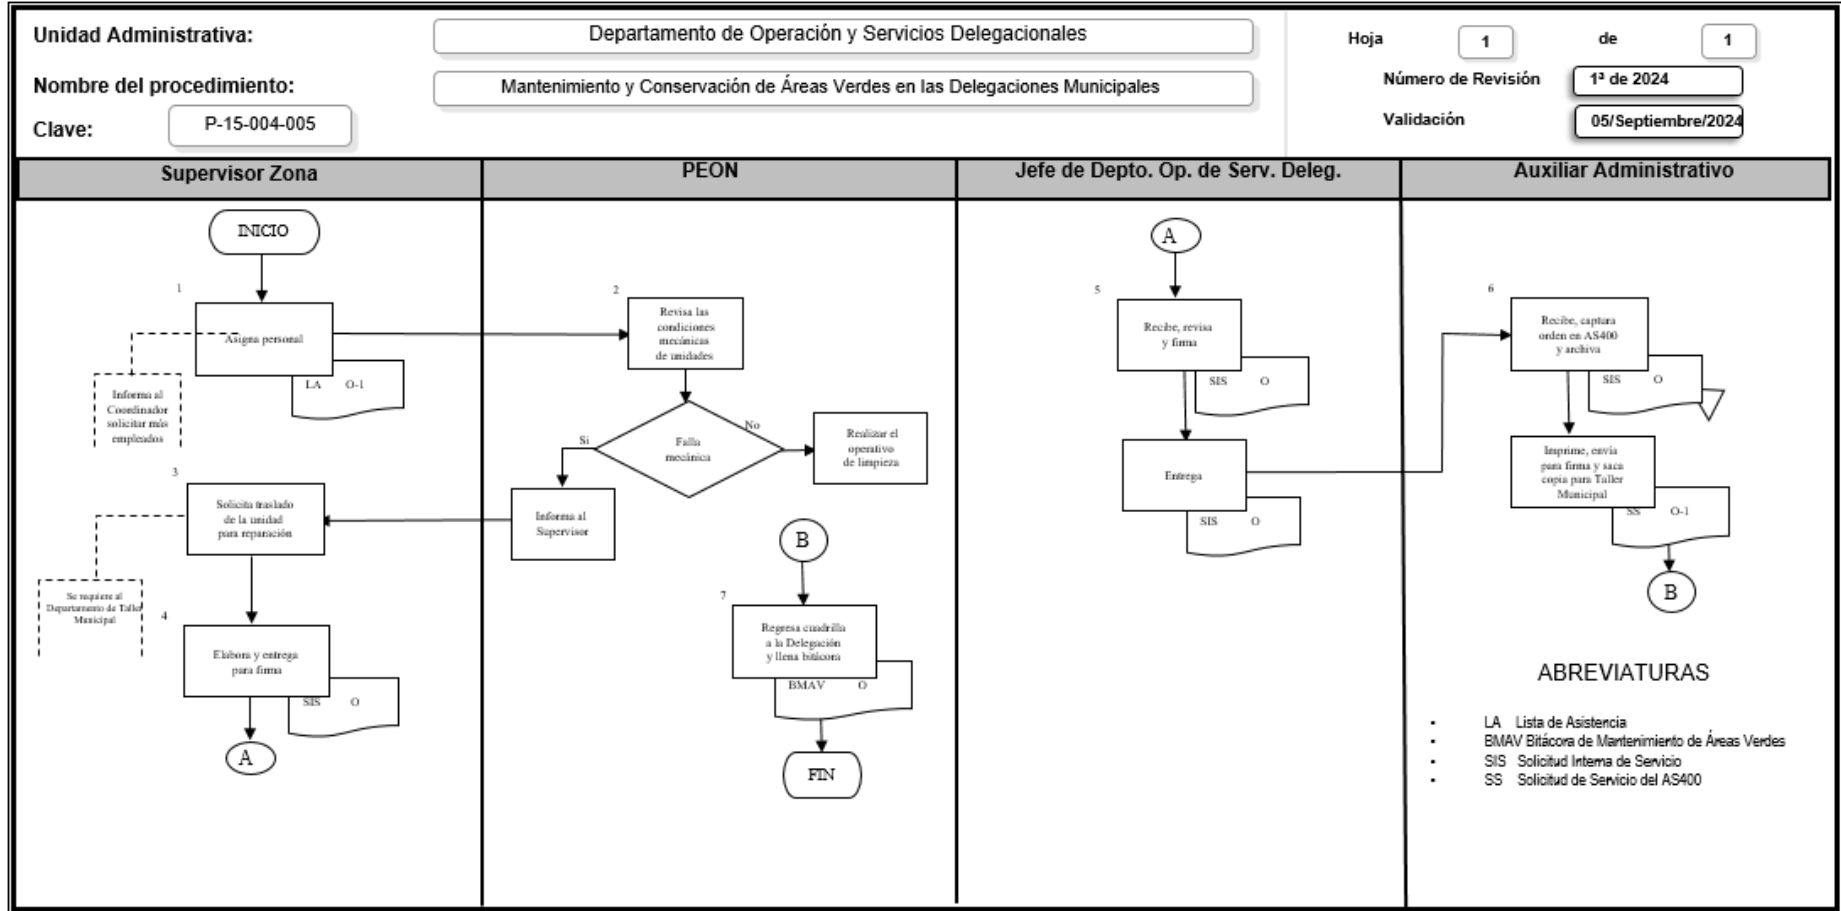 Unidad Administrativa:
Departamento de Operación y Servicios Delegacionales
Hoja
1
de
1
Nombre del procedimiento:
Mantenimiento y Conservación de Áreas Verdes en las Delegaciones Municipales
Número de Revisión
1ª de 2024
Clave:
P-15-004-005
Validación
05/Septiembre/2024
Supervisor Zona
PEON
Jefe de Depto. Op. de Serv. Deleg.
Auxiliar Administrativo
INICIO
1
Asigna personal
LA O-1
Informa al
Coordinador
solicitar más
empleados
3
Solicita traslado
de la unidad
para reparación
Se requiere al
Departamento de Taller
Municipal
4
Elabora y entrega
para firma
SIS O
A
2
Revisa las
condiciones
mecánicas
de unidades
Falla
mecánica
Si
No
Realizar el
operativo
de limpieza
Informa al
Supervisor
B
7
Regresa cuadrilla
a la Delegación
y llena bitácora
BMAV O
FIN
A
5
Recibe, revisa
y firma
SIS O
Entrega
SIS O
6
Recibe, captura
orden en AS400
y archiva
SIS O
Imprime, envía
para firma y saca
copia para Taller
Municipal
SS O-1
B
ABREVIATURAS
▪ LA Lista de Asistencia
▪ BMAV Bitácora de Mantenimiento de Áreas Verdes
▪ SIS Solicitud Interna de Servicio
▪ SS Solicitud de Servicio del AS400